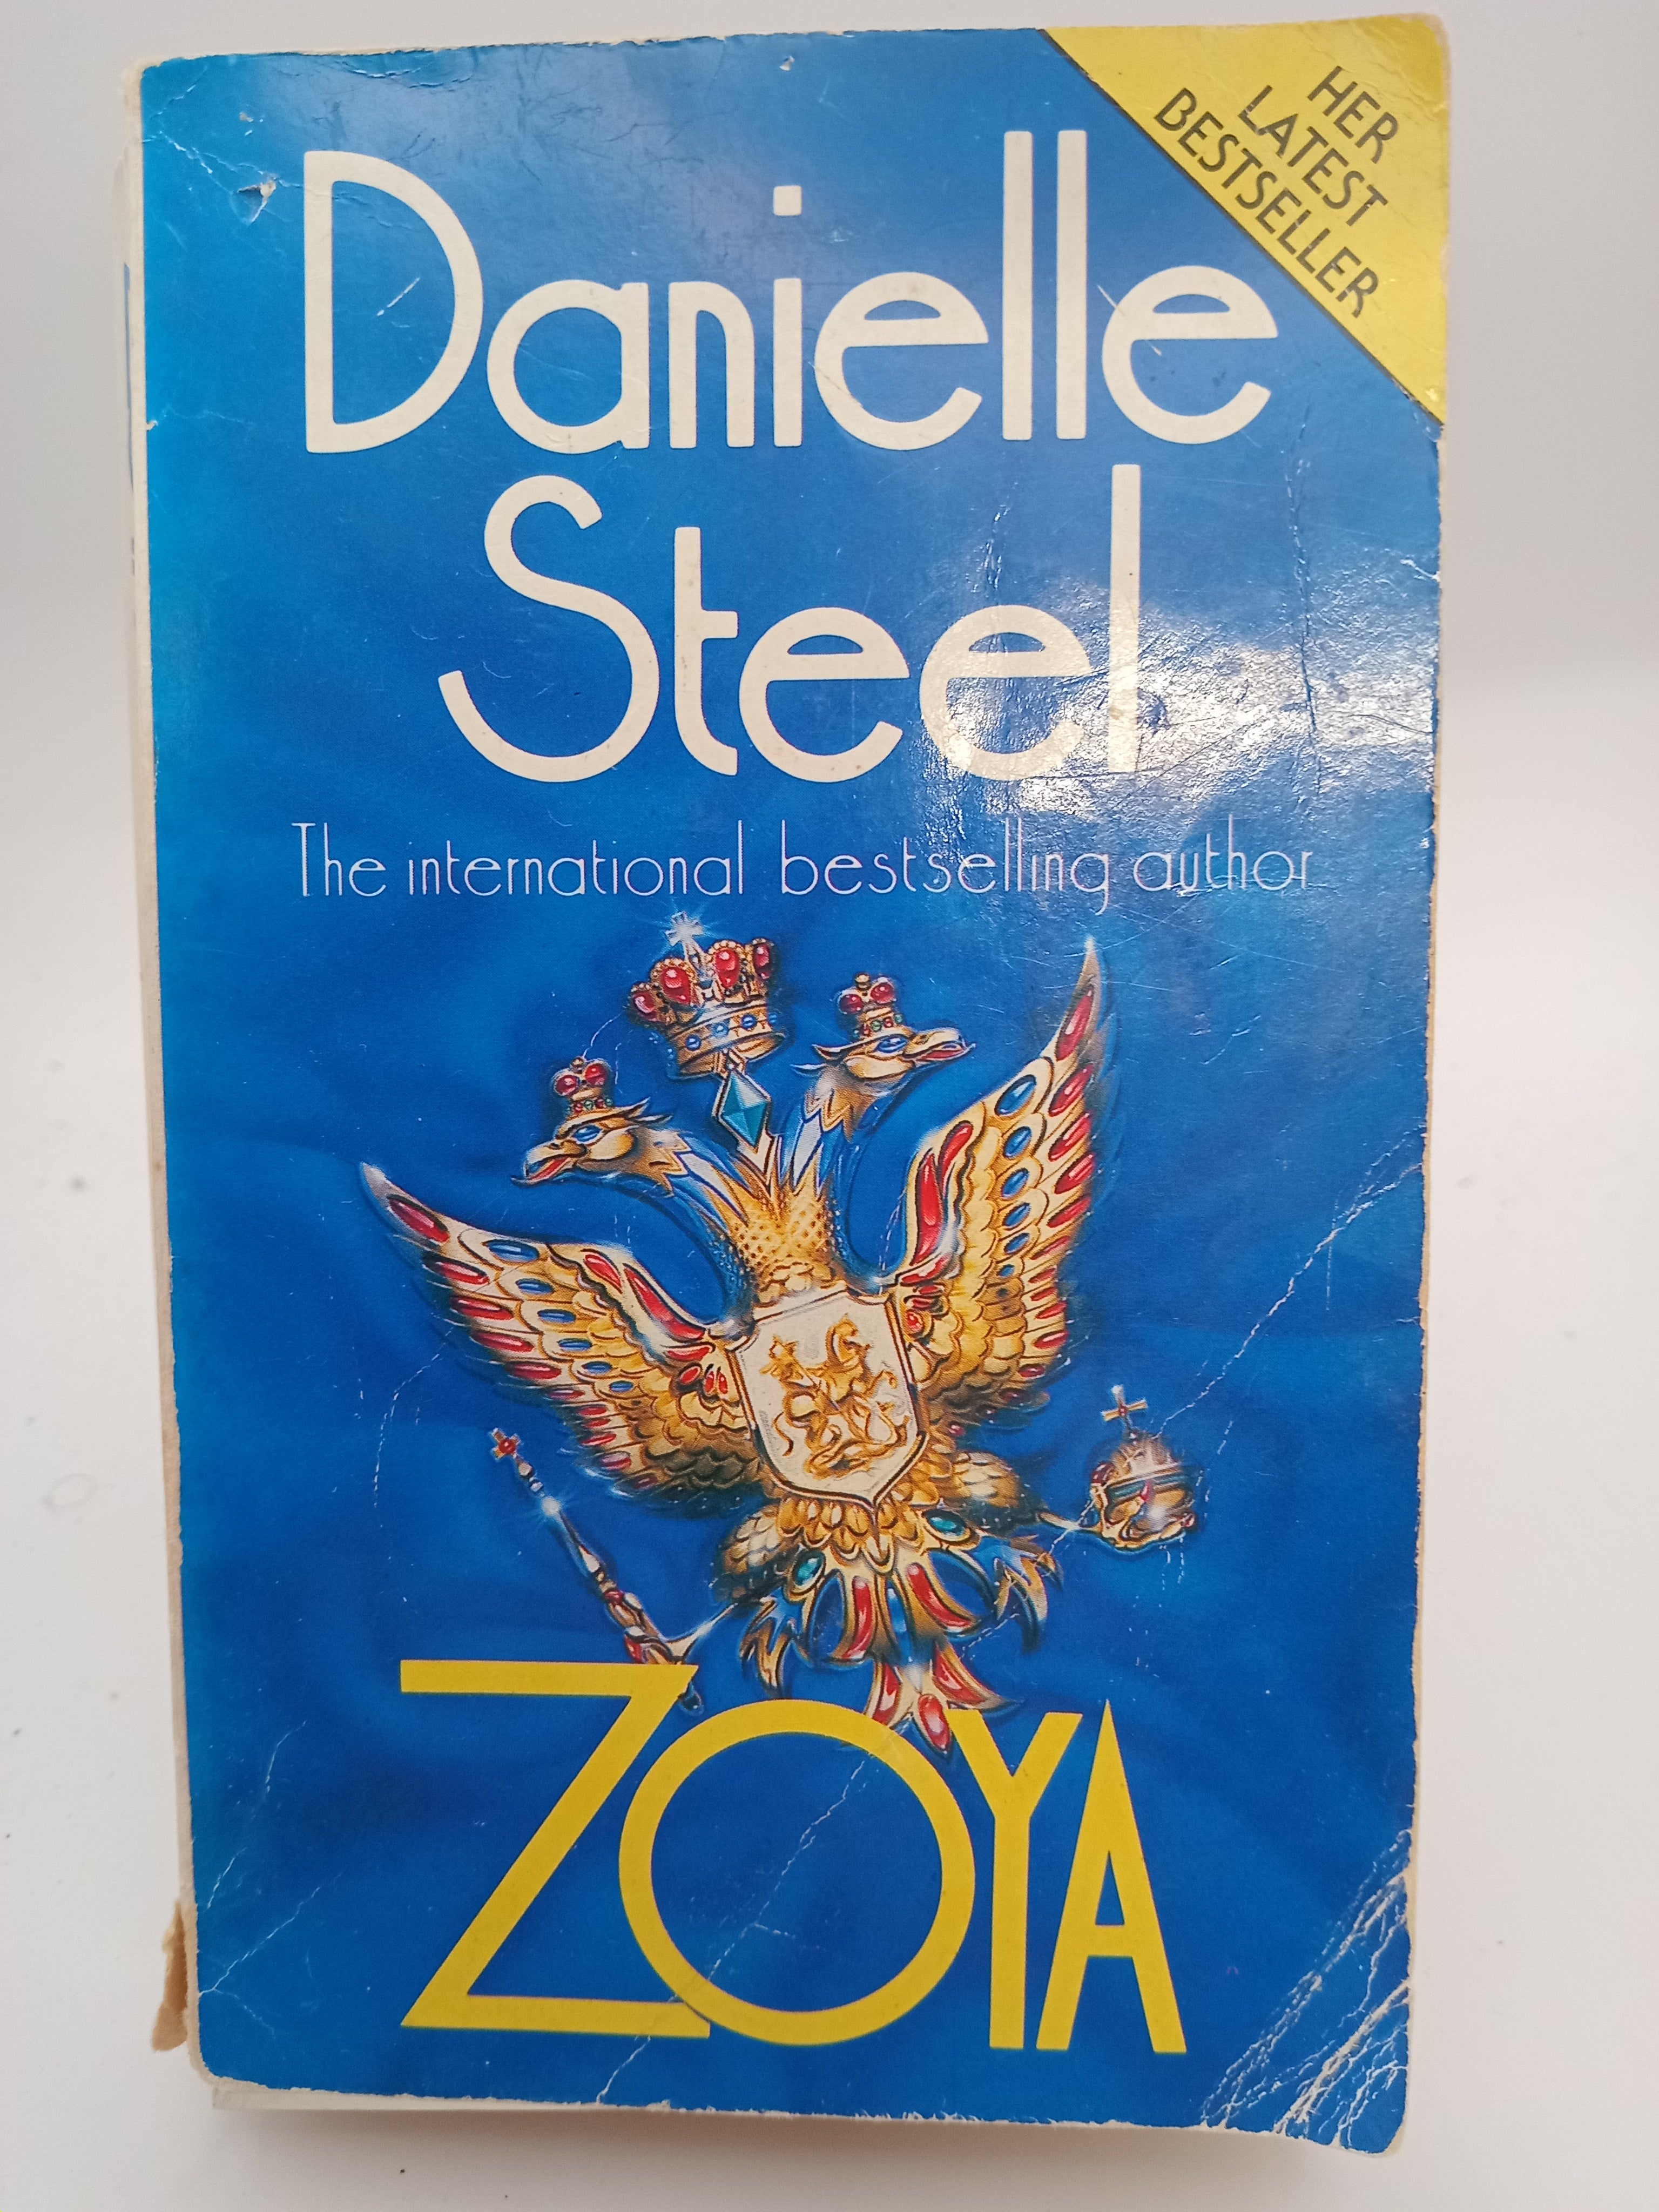 HER
LATEST
BESTSELLER
Danielle
Steel
The international bestselling author
ZOYA